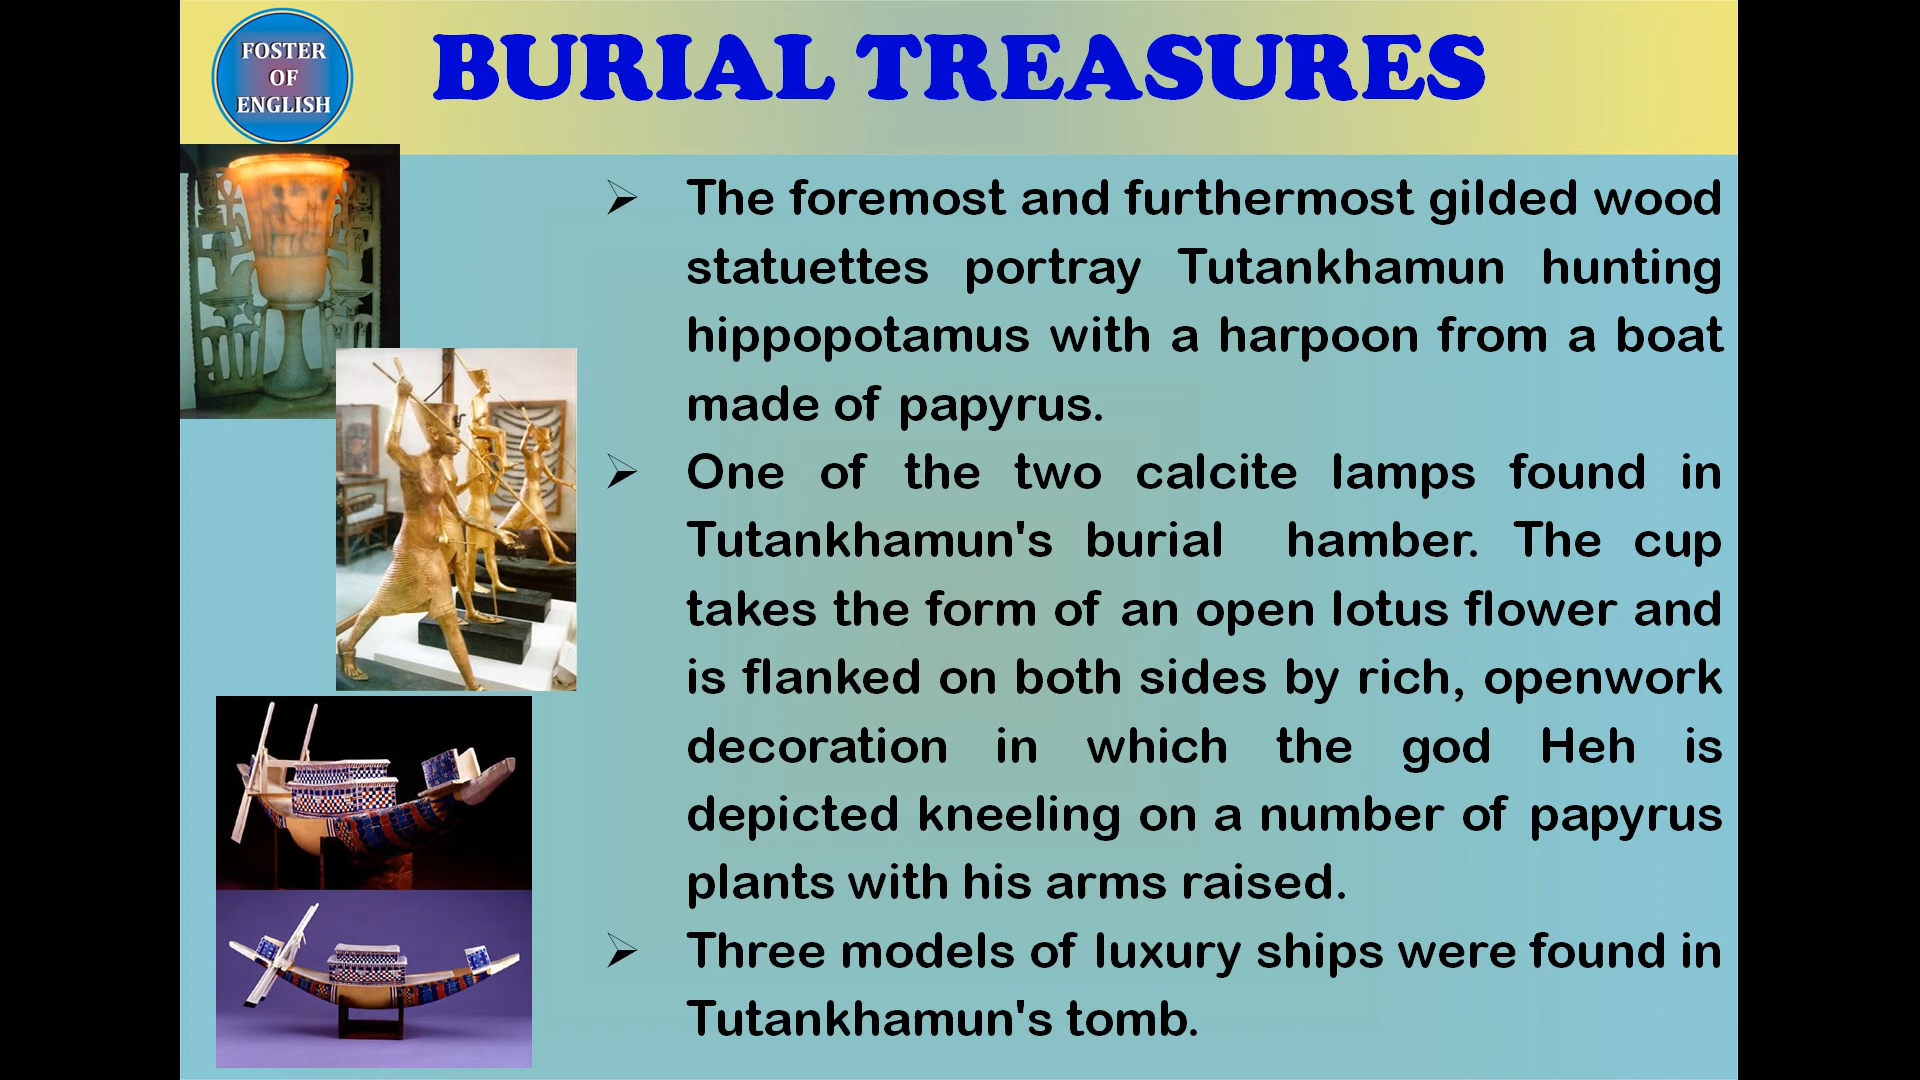 FOSTER
OF
ENGLISH
BURIAL TREASURES
The foremost and furthermost gilded wood
statuettes portray Tutankhamun hunting
hippopotamus with a harpoon from a boat
made of papyrus.
One of the two calcite lamps found in
Tutankhamun's burial hamber. The cup
takes the form of an open lotus flower and
is flanked on both sides by rich, openwork
decoration in which the god Heh is
depicted kneeling on a number of papyrus
plants with his arms raised.
Three models of luxury ships were found in
Tutankhamun's tomb.